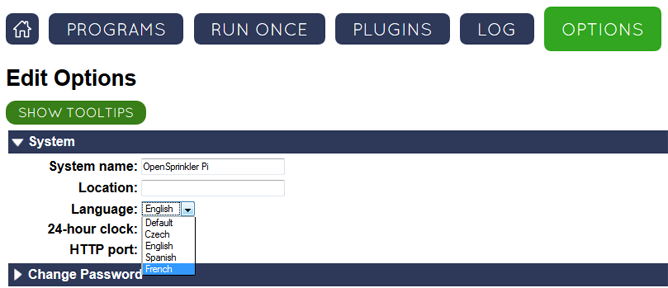 PROGRAMS RUN ONCE PLUGINS LOG OPTIONS
Edit Options
SHOW TOOLTIPS
System
System name: OpenSprinkler Pi
Location:
Language: English
Default
24-hour clock:
Czech
HTTP port:
English
Spanish
French
Change Password